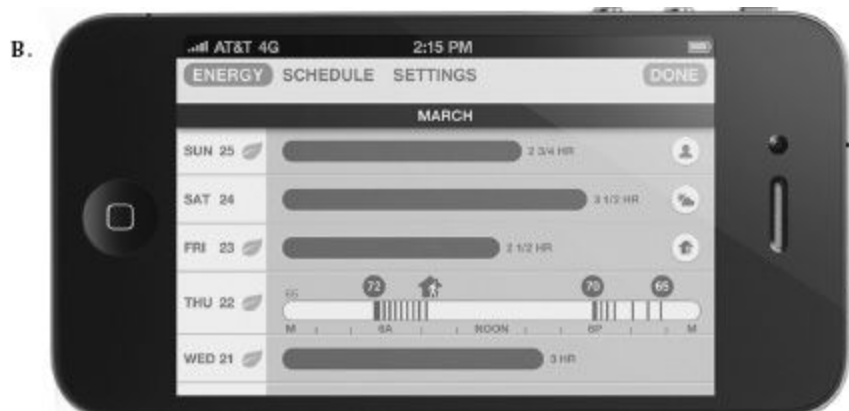 B.
AT&T 4G 2:15 PM
ENERGY SCHEDULE SETTINGS DONE
MARCH
SUN 25 2 3/4 HR
SAT 24 3 1/2 HR
FRI 23 2 1/2 HR
65 72 70 65
THU 22
M 6A NOON 6P M
WED 21 3 HR